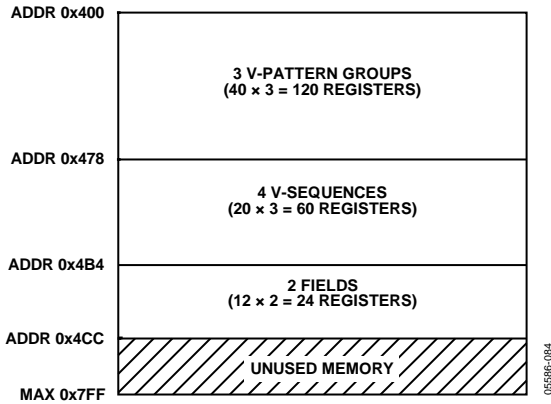 ADDR 0x400
3 V-PATTERN GROUPS
(40 × 3 = 120 REGISTERS)
ADDR 0x478
4 V-SEQUENCES
(20 × 3 = 60 REGISTERS)
ADDR 0x4B4
2 FIELDS
(12 × 2 = 24 REGISTERS)
ADDR 0x4CC
UNUSED MEMORY
MAX 0x7FF
05586-084